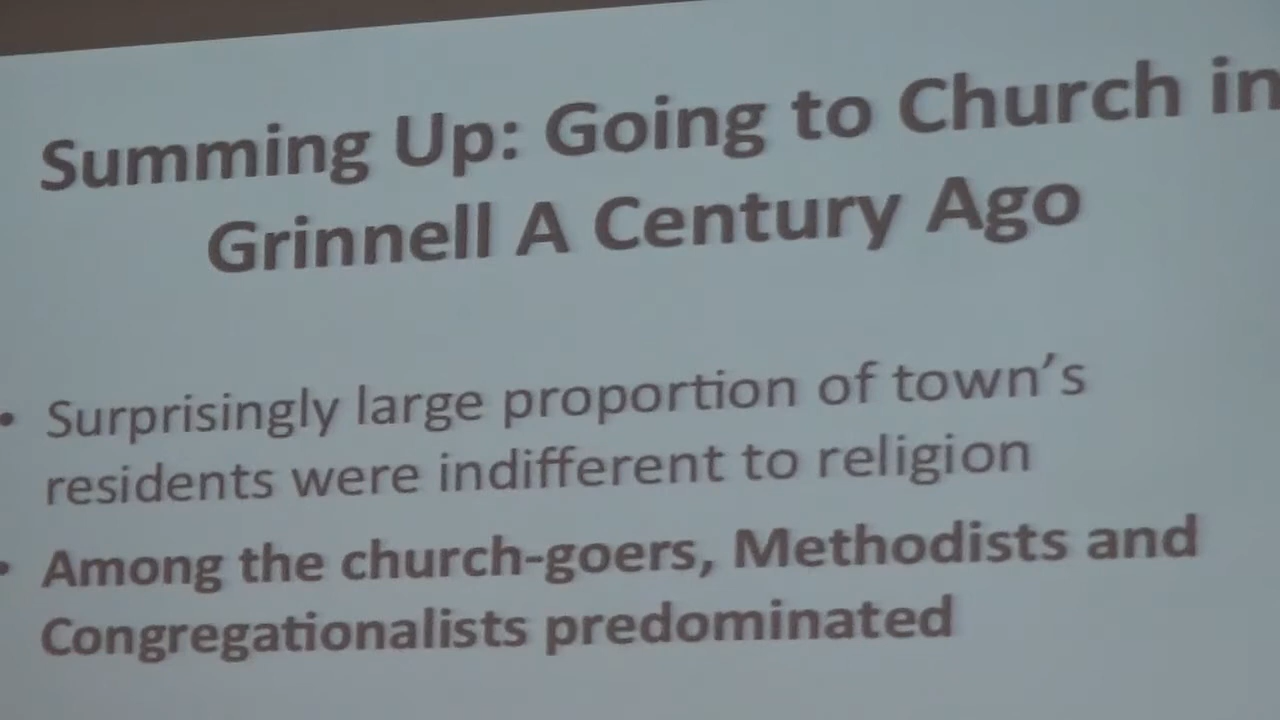 Summing Up: Going to Church in
Grinnell A Century Ago
• Surprisingly large proportion of town's
residents were indifferent to religion
• Among the church-goers, Methodists and
Congregationalists predominated